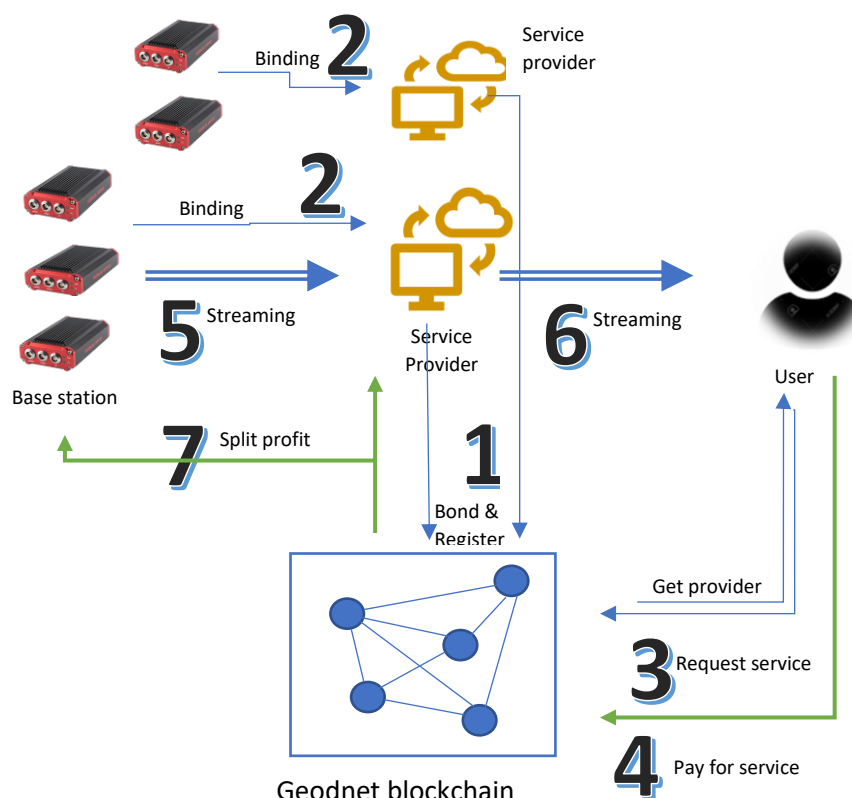 Binding
2
Service
provider
Binding
2
5
Streaming
6
Streaming
Service
Provider
User
Base station
7
Split profit
1
Bond &
Register
Get provider
3
Request service
4
Pay for service
Geodnet blockchain